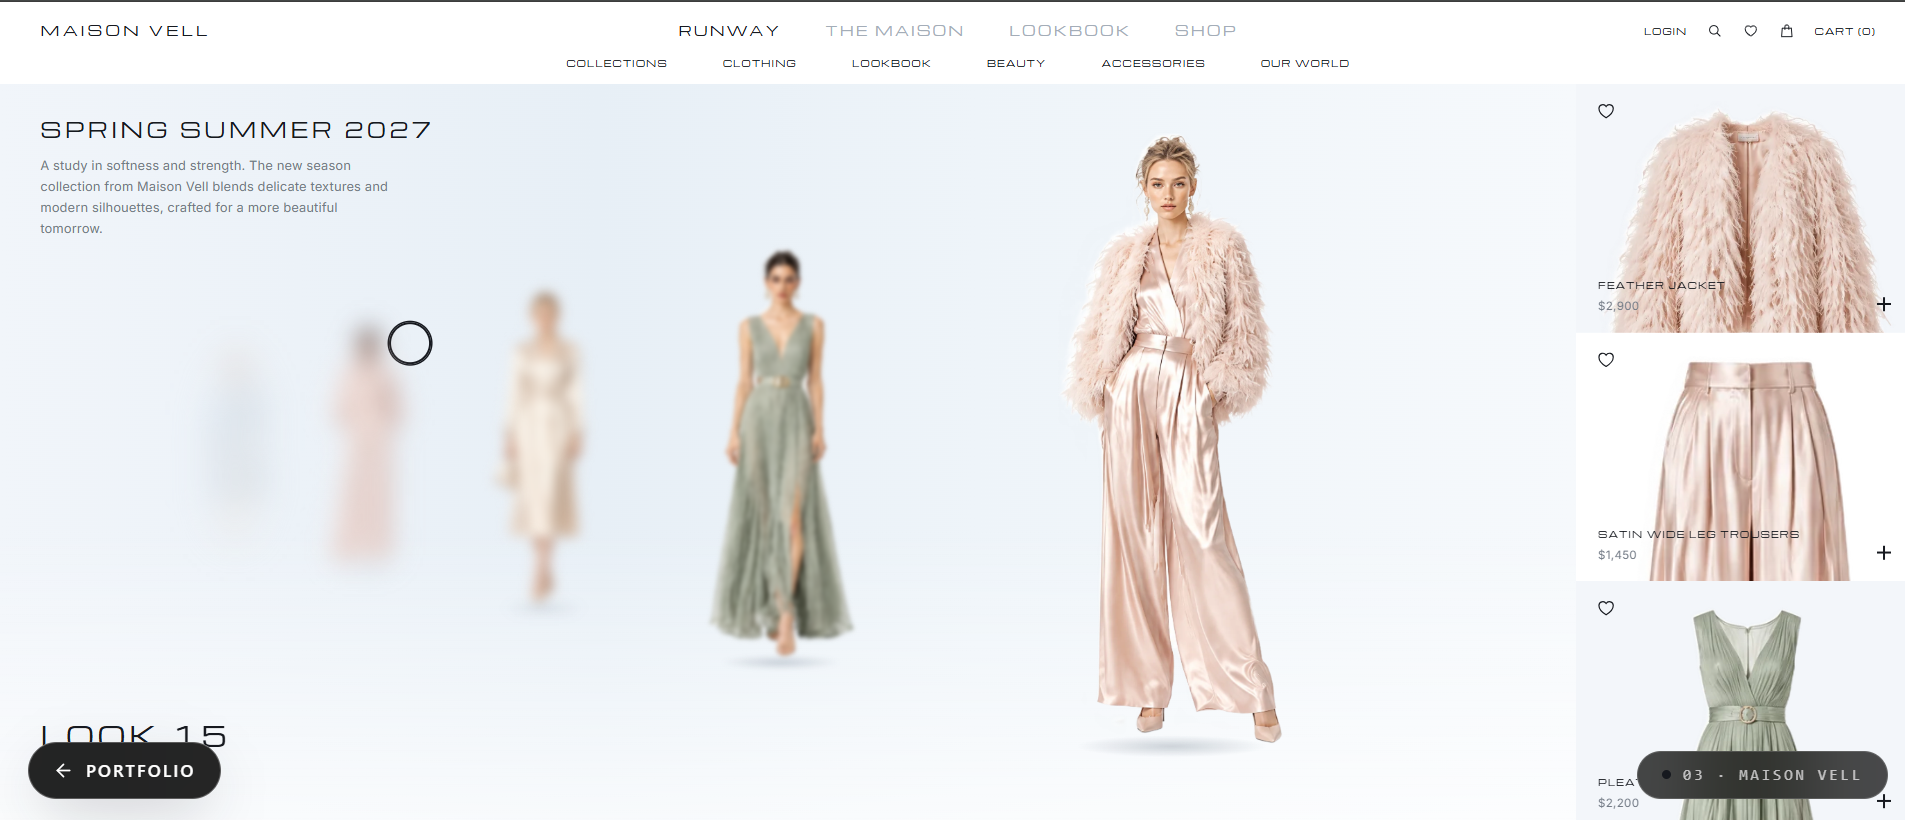 MAISON VELL
RUNWAY THE MAISON LOOKBOOK SHOP
LOGIN CART (0)
COLLECTIONS CLOTHING LOOKBOOK BEAUTY ACCESSORIES OUR WORLD
SPRING SUMMER 2027
A study in softness and strength. The new season
collection from Maison Vell blends delicate textures and
modern silhouettes, crafted for a more beautiful
tomorrow.
LOOK 15
PORTFOLIO
FEATHER JACKET
$2,900
SATIN WIDE LEG TROUSERS
$1,450
$2,200
03 · MAISON VELL